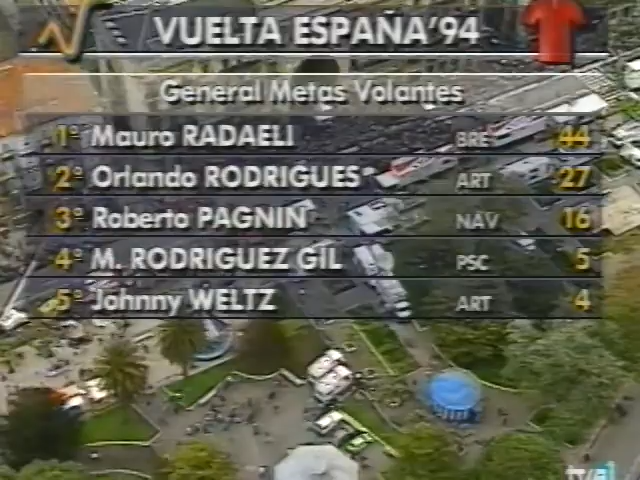 VUELTA ESPAÑA'94
General Metas Volantes
1º Mauro RADAELI BRE 44
2º Orlando RODRIGUES ART 27
3º Roberto PAGNIN NAV 16
4º M. RODRIGUEZ GIL PSC 5
5º Johnny WELTZ ART 4
tve1